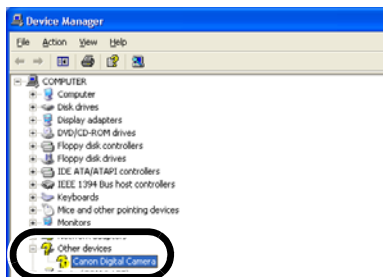 Device Manager
File Action View Help
COMPUTER
Computer
Disk drives
Display adapters
DVD/CD-ROM drives
Floppy disk controllers
Floppy disk drives
IDE ATA/ATAPI controllers
IEEE 1394 Bus host controllers
Keyboards
Mice and other pointing devices
Monitors
Network adapters
Other devices
Canon Digital Camera